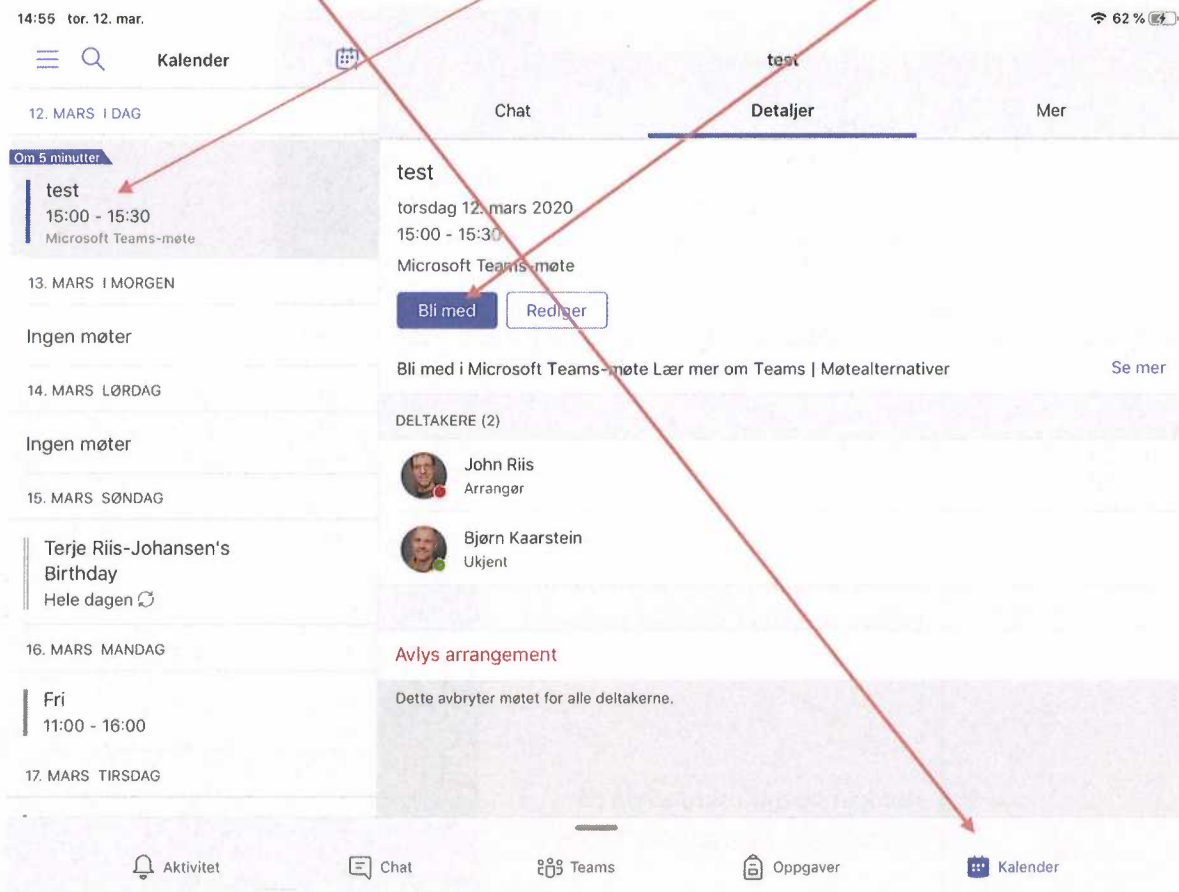 14:55 tor. 12. mar.
62 %
Kalender
test
12. MARS I DAG
Chat
Detaljer
Mer
Om 5 minutter
test
15:00 - 15:30
Microsoft Teams-møte
13. MARS I MORGEN
Ingen møter
14. MARS LØRDAG
Ingen møter
15. MARS SØNDAG
Terje Riis-Johansen's
Birthday
Hele dagen
16. MARS MANDAG
Fri
11:00 - 16:00
17. MARS TIRSDAG
test
torsdag 12. mars 2020
15:00 - 15:30
Microsoft Teams-møte
Bli med
Rediger
Bli med i Microsoft Teams-møte Lær mer om Teams | Møtealternativer
Se mer
DELTAKERE (2)
John Riis
Arrangør
Bjørn Kaarstein
Ukjent
Avlys arrangement
Dette avbryter møtet for alle deltakerne.
Aktivitet
Chat
Teams
Oppgaver
Kalender